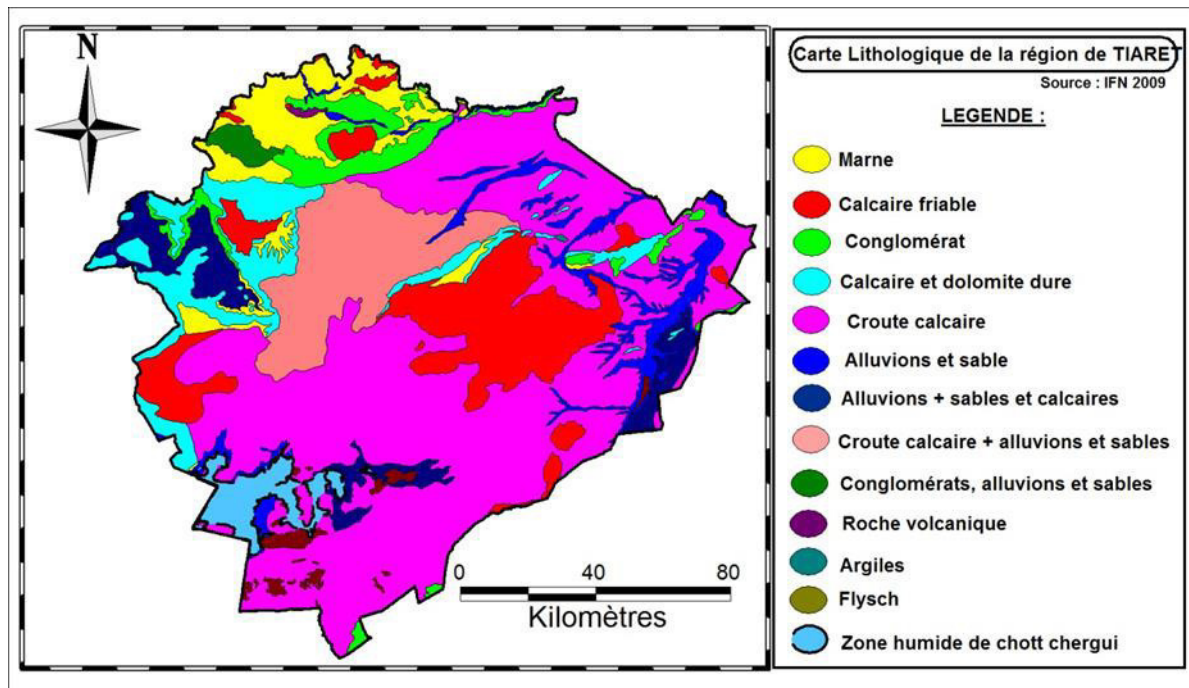 N
Carte Lithologique de la région de TIARET
Source : IFN 2009
LEGENDE :
Marne
Calcaire friable
Conglomérat
Calcaire et dolomite dure
Croute calcaire
Alluvions et sable
Alluvions + sables et calcaires
Croute calcaire + alluvions et sables
Conglomérats, alluvions et sables
Roche volcanique
Argiles
Flysch
Zone humide de chott chergui
0 40 80
Kilomètres